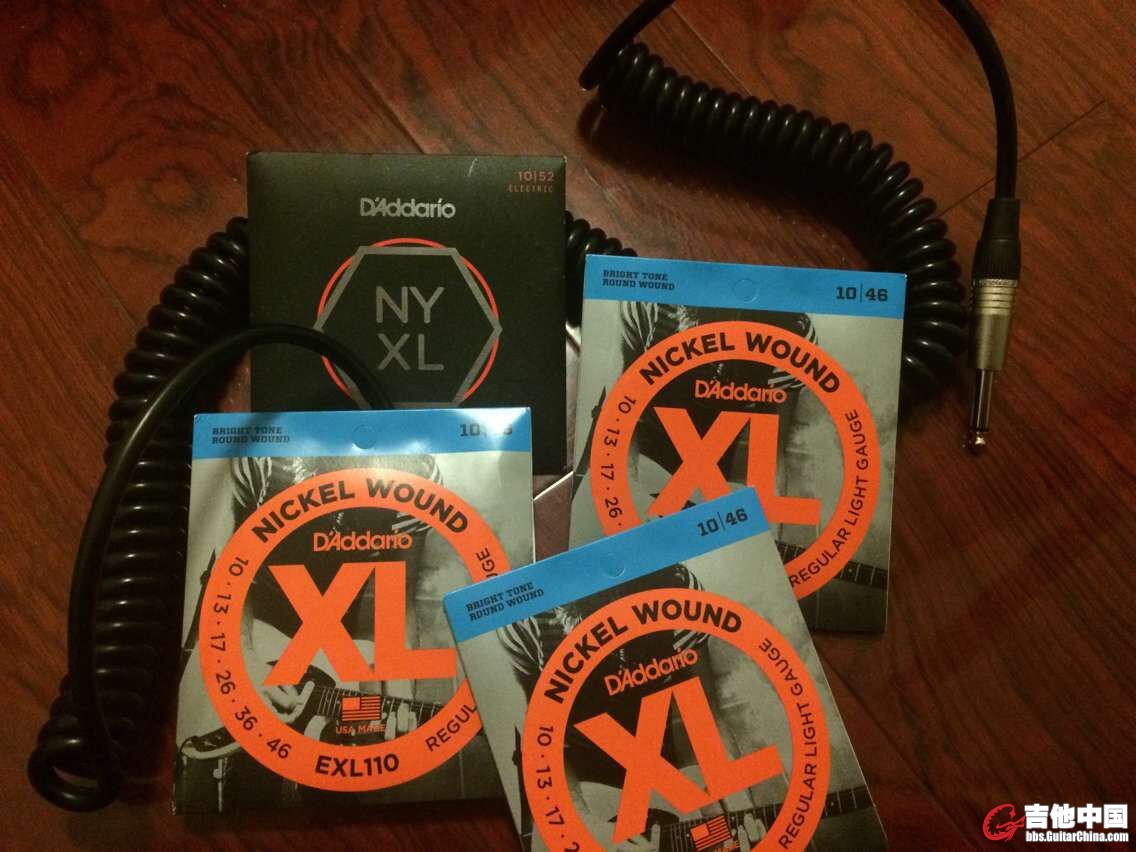 10|52
ELECTRIC
D'Addario
NY
XL
BRIGHT TONE
ROUND WOUND
10|46
NICKEL WOUND
D'Addario
XL
10 · 13 · 17 · 26 ·
REGULAR LIGHT GAUGE
BRIGHT TONE
ROUND WOUND
10
NICKEL WOUND
D'Addario
XL
10 · 13 · 17 · 26 · 36 · 46
USA MADE
EXL110
GAUGE
BRIGHT TONE
ROUND WOUND
10|46
NICKEL WOUND
D'Addario
XL
10 · 13 · 17 ·
REGULAR LIGHT GAUGE
吉他中国
bbs.GuitarChina.com